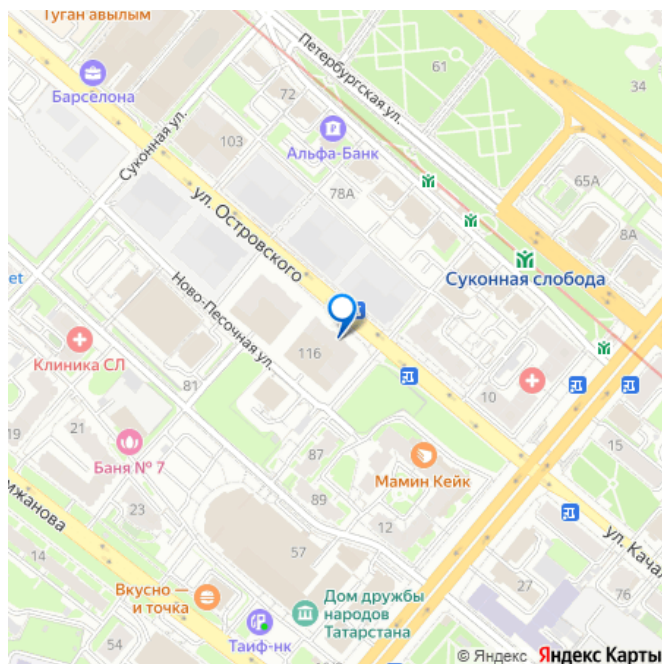 Туган авылым
Барселона
Суконная ул.
103
72
Альфа-Банк
Петербургская ул.
61
34
78А
65А
8А
ул. Островского
Суконная слобода
Ново-Песочная ул.
et
Клиника СЛ
116
81
10
19
21
Баня № 7
87
Мамин Кейк
15
89
23
12
мжанова
57
ул. Кача
14
Вкусно —
и точка
Дом дружбы
народов
Татарстана
27
76
54
Таиф-нк
© Яндекс Яндекс Карты